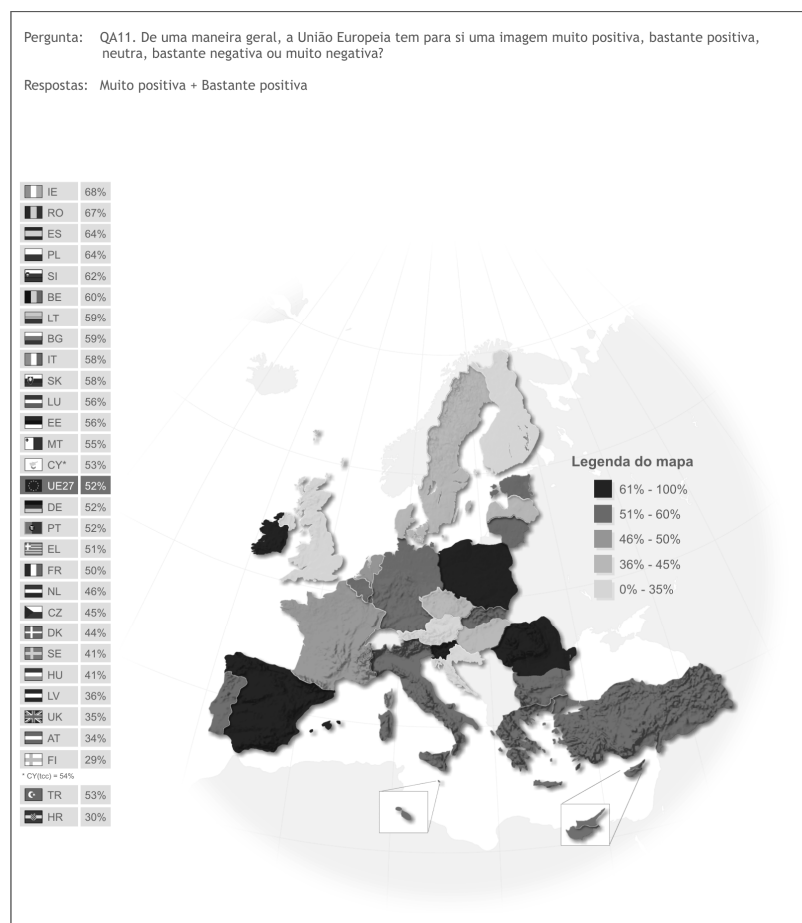 Pergunta: QA11. De uma maneira geral, a União Europeia tem para si uma imagem muito positiva, bastante positiva,
neutra, bastante negativa ou muito negativa?
Respostas: Muito positiva + Bastante positiva
IE 68%
RO 67%
ES 64%
PL 64%
SI 62%
BE 60%
LT 59%
BG 59%
IT 58%
SK 58%
LU 56%
EE 56%
MT 55%
CY* 53%
UE27 52%
DE 52%
PT 52%
EL 51%
FR 50%
NL 46%
CZ 45%
DK 44%
SE 41%
HU 41%
LV 36%
UK 35%
AT 34%
FI 29%
* CY(tcc) = 54%
TR 53%
HR 30%
Legenda do mapa
61% - 100%
51% - 60%
46% - 50%
36% - 45%
0% - 35%